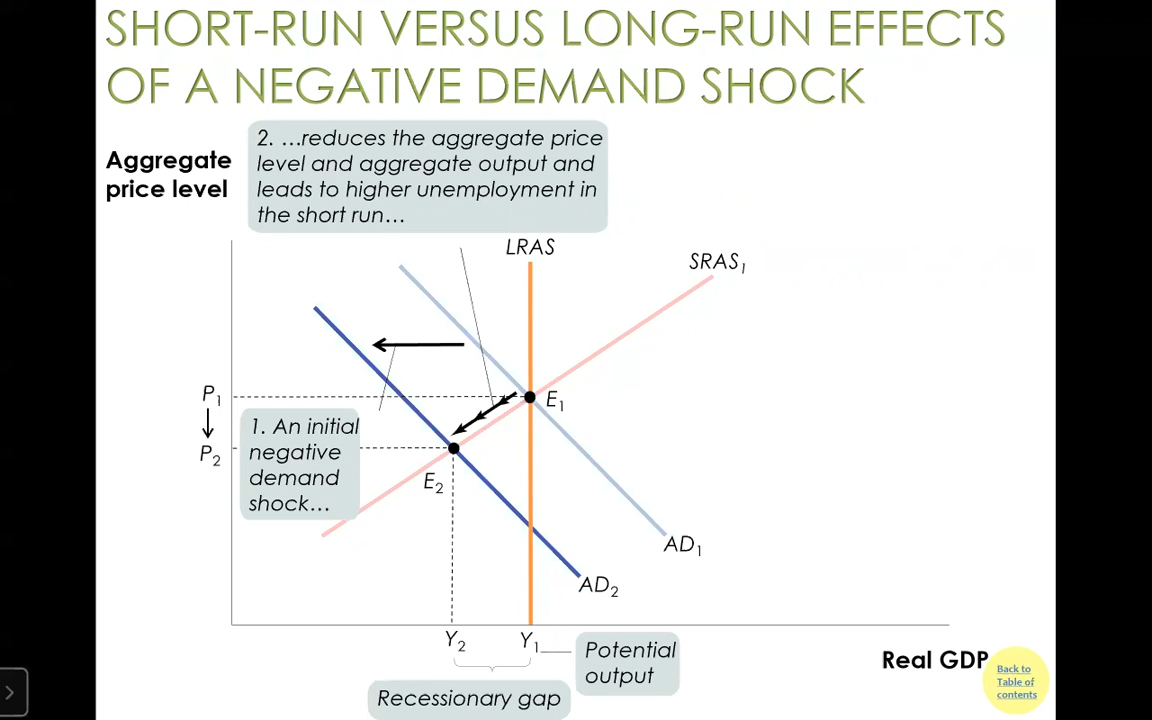 SHORT-RUN VERSUS LONG-RUN EFFECTS
OF A NEGATIVE DEMAND SHOCK
Aggregate
price level
2. …reduces the aggregate price
level and aggregate output and
leads to higher unemployment in
the short run…
LRAS
SRAS₁
P₁
E₁
1. An initial
negative
demand
shock…
P₂
E₂
AD₁
AD₂
Y₂
Y₁
Potential
output
Real GDP
Back to
Table of
contents
Recessionary gap